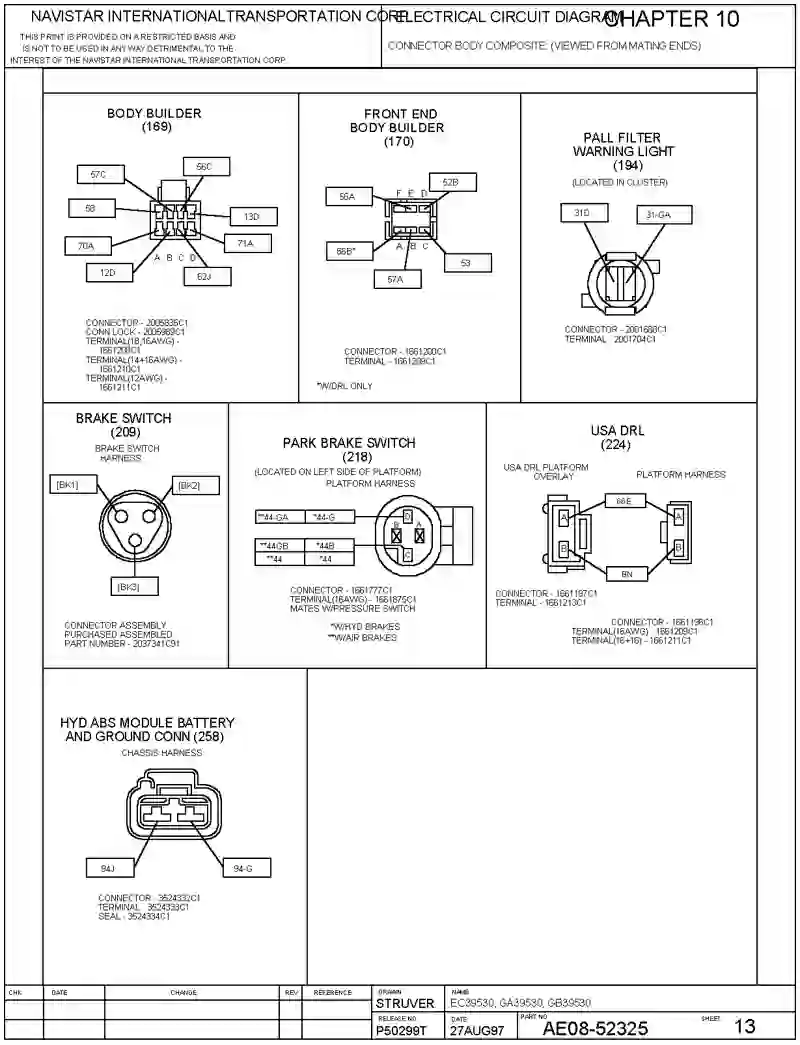 NAVISTAR INTERNATIONAL TRANSPORTATION CORP.
ELECTRICAL CIRCUIT DIAGRAM
CHAPTER 10
THIS PRINT IS PROVIDED ON A RESTRICTED BASIS AND
IS NOT TO BE USED IN ANY WAY DETRIMENTAL TO THE
INTEREST OF THE NAVISTAR INTERNATIONAL TRANSPORTATION CORP.
CONNECTOR BODY COMPOSITE: (VIEWED FROM MATING ENDS)
BODY BUILDER
(169)
56C
57C
58
13D
70A
71A
A B C D
12D
62J
CONNECTOR - 2005835C1
CONN LOCK - 2005969C1
TERMINAL(18,16AWG) -
1661208C1
TERMINAL(14+16AWG) -
1661210C1
TERMINAL(12AWG) -
1661211C1
FRONT END
BODY BUILDER
(170)
52B
56A
F E D
A B C
66B*
53
57A
CONNECTOR - 1661200C1
TERMINAL - 1661209C1
*W/DRL ONLY
PALL FILTER
WARNING LIGHT
(194)
(LOCATED IN CLUSTER)
31D
31-GA
CONNECTOR - 2001688C1
TERMINAL 2001704C1
BRAKE SWITCH
(209)
BRAKE SWITCH
HARNESS
[BK1]
[BK2]
[BK3]
CONNECTOR ASSEMBLY
PURCHASED ASSEMBLED
PART NUMBER - 2037341C91
PARK BRAKE SWITCH
(218)
(LOCATED ON LEFT SIDE OF PLATFORM)
PLATFORM HARNESS
**44-GA *44-G
D
B A
**44GB *44B
**44 *44
C
CONNECTOR - 1661777C1
TERMINAL(16AWG) - 1661875C1
MATES W/PRESSURE SWITCH
*W/HYD BRAKES
**W/AIR BRAKES
USA DRL
(224)
USA DRL PLATFORM
OVERLAY
PLATFORM HARNESS
A
A
B
B
CONNECTOR - 1661197C1
TERMINAL - 1661213C1
CONNECTOR - 1661196C1
TERMINAL(16AWG) 1661209C1
TERMINAL(16+16) - 1661211C1
HYD ABS MODULE BATTERY
AND GROUND CONN (258)
CHASSIS HARNESS
94J
94-G
CONNECTOR 3524332C1
TERMINAL 3524333C1
SEAL - 3524334C1
CHK DATE CHANGE REV REFERENCE
DRAWN
STRUVER
NAME
EC39530, GA39530, GB39530
RELEASE NO
P50299T
DATE
27AUG97
PART NO
AE08-52325
SHEET 13